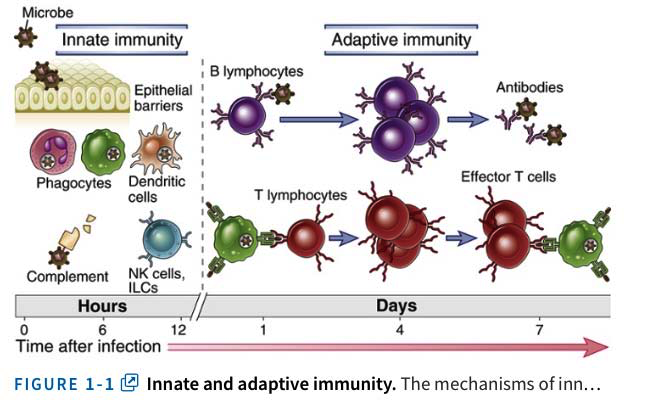 Microbe
Innate immunity
Adaptive immunity
Epithelial
barriers
Phagocytes
Dendritic
cells
Complement
NK cells,
ILCs
B lymphocytes
Antibodies
T lymphocytes
Effector T cells
Hours
Days
0 6 12 1 4 7
Time after infection
FIGURE 1-1 Innate and adaptive immunity. The mechanisms of inn…